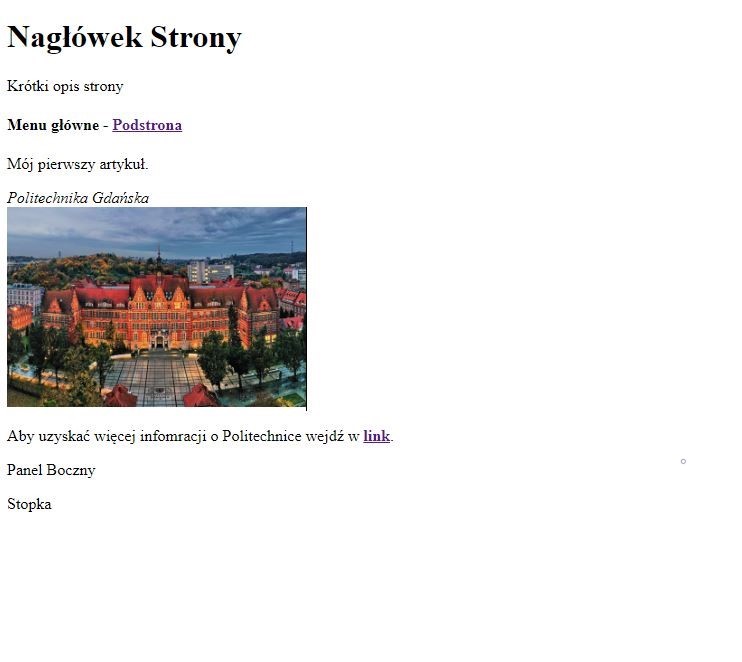 Nagłówek Strony
Krótki opis strony
Menu główne - Podstrona
Mój pierwszy artykuł.
Politechnika Gdańska
Aby uzyskać więcej infomracji o Politechnice wejdź w link.
Panel Boczny
Stopka